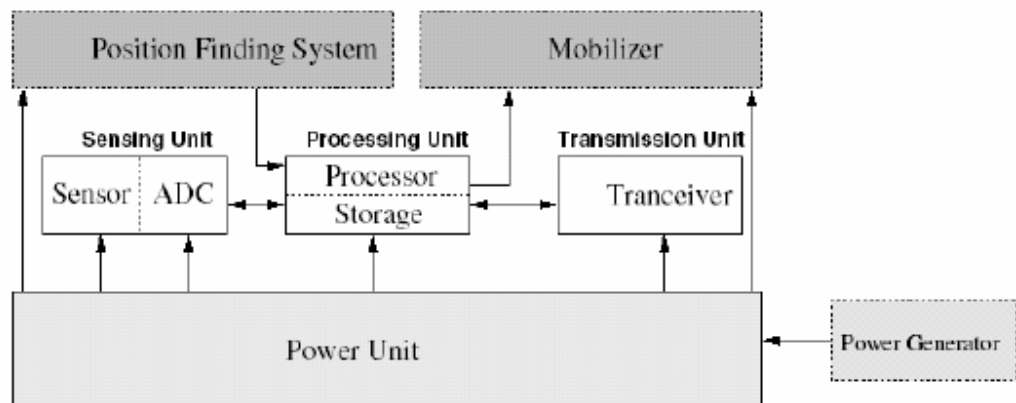 Position Finding System
Mobilizer
Sensing Unit
Processing Unit
Transmission Unit
Sensor
ADC
Processor
Storage
Tranceiver
Power Unit
Power Generator